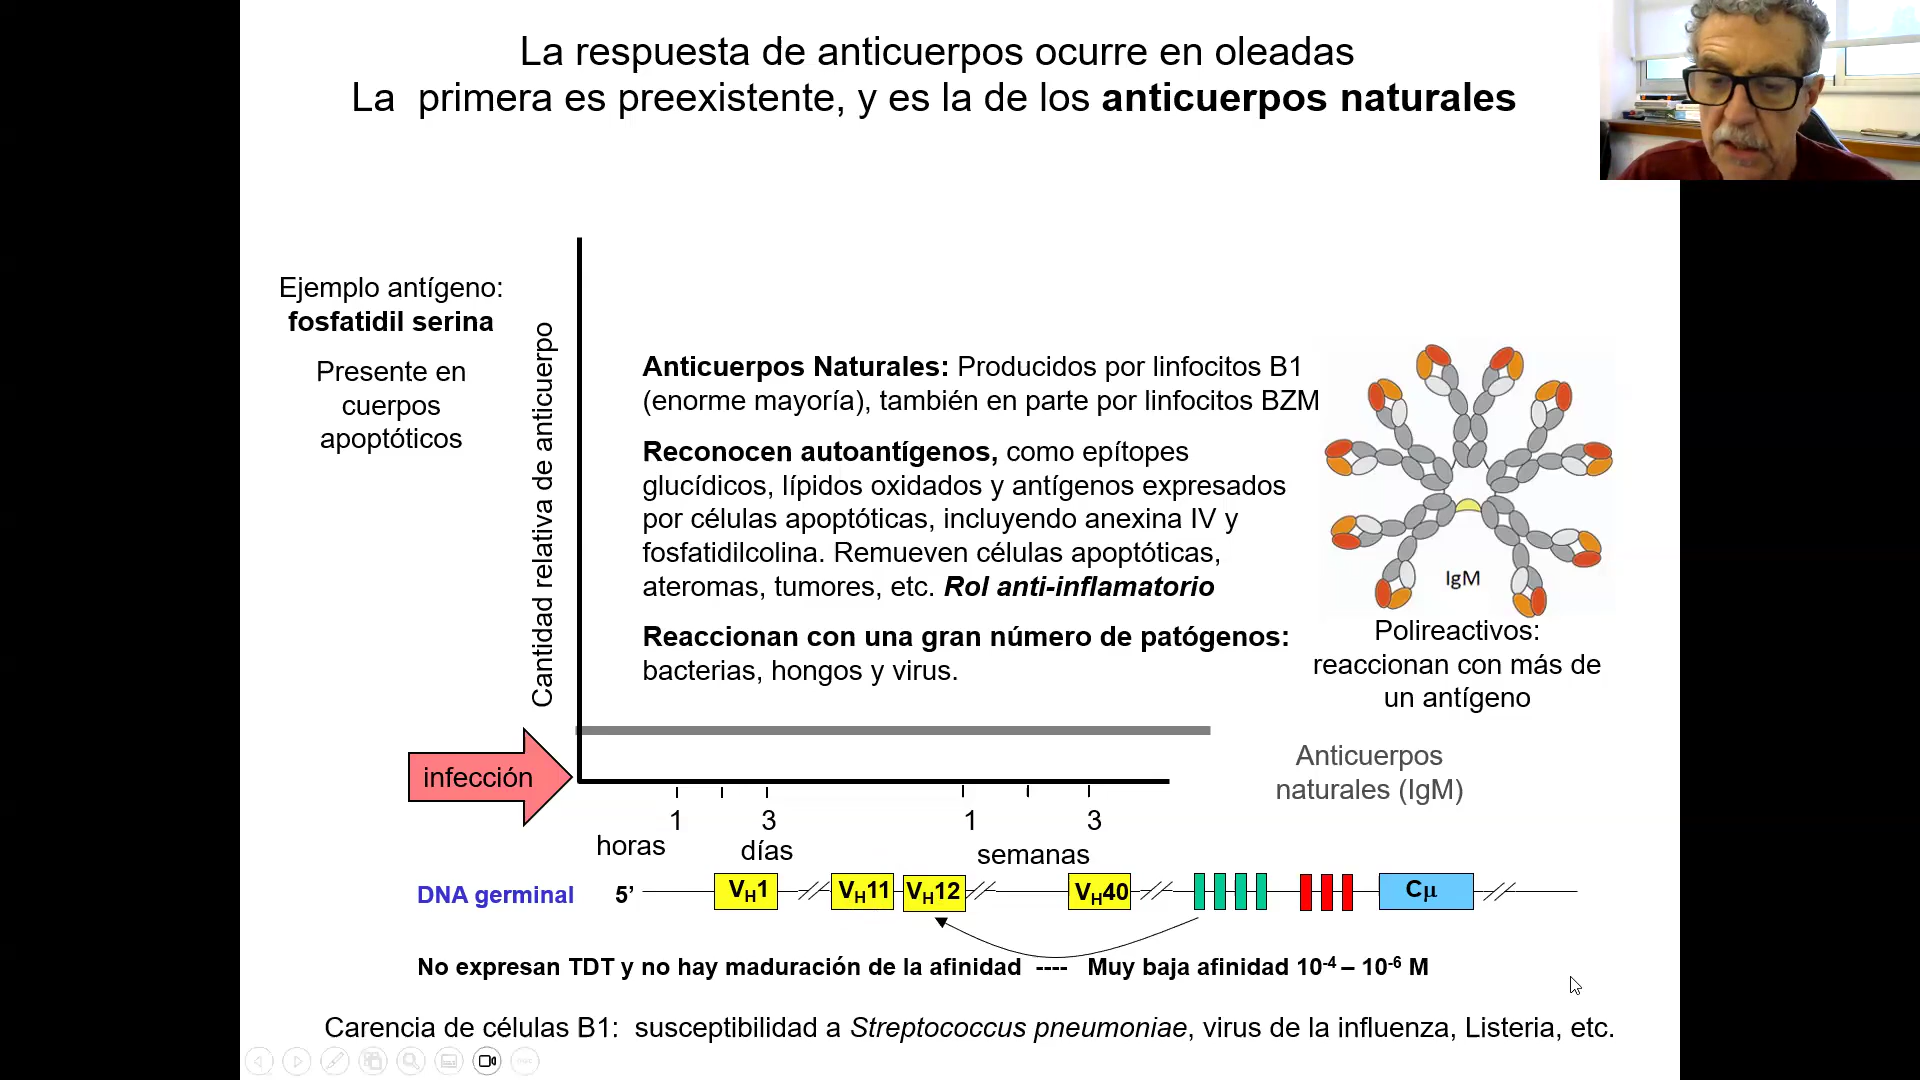 La respuesta de anticuerpos ocurre en oleadas
La primera es preexistente, y es la de los anticuerpos naturales
Ejemplo antígeno:
fosfatidil serina
Presente en
cuerpos
apoptóticos
Cantidad relativa de anticuerpo
Anticuerpos Naturales: Producidos por linfocitos B1
(enorme mayoría), también en parte por linfocitos BZM
Reconocen autoantígenos, como epítopes
glucídicos, lípidos oxidados y antígenos expresados
por células apoptóticas, incluyendo anexina IV y
fosfatidilcolina. Remueven células apoptóticas,
ateromas, tumores, etc. Rol anti-inflamatorio
Reaccionan con una gran número de patógenos:
bacterias, hongos y virus.
IgM
Polireactivos:
reaccionan con más de
un antígeno
Anticuerpos
naturales (IgM)
infección
1 3 1 3
horas días semanas
DNA germinal 5’ VH1 VH11 VH12 VH40 Cμ
No expresan TDT y no hay maduración de la afinidad ---- Muy baja afinidad 10-4 – 10-6 M
Carencia de células B1: susceptibilidad a Streptococcus pneumoniae, virus de la influenza, Listeria, etc.